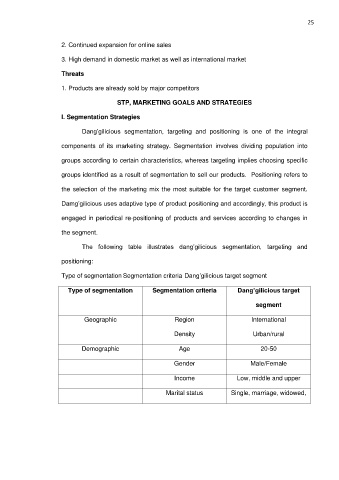 25
2. Continued expansion for online sales
3. High demand in domestic market as well as international market
Threats
1. Products are already sold by major competitors
STP, MARKETING GOALS AND STRATEGIES
I. Segmentation Strategies
Dang'gilicious segmentation, targeting and positioning is one of the integral
components of its marketing strategy. Segmentation involves dividing population into
groups according to certain characteristics, whereas targeting implies choosing specific
groups identified as a result of segmentation to sell our products. Positioning refers to
the selection of the marketing mix the most suitable for the target customer segment.
Damg'gilicious uses adaptive type of product positioning and accordingly, this product is
engaged in periodical re-positioning of products and services according to changes in
the segment.
The following table illustrates dang'gilicious segmentation, targeting and
positioning:
Type of segmentation Segmentation criteria Dang'gilicious target segment
Type of segmentation Segmentation criteria Dang'gilicious target
segment
Geographic Region International
Density Urban/rural
Demographic Age 20-50
Gender Male/Female
Income Low, middle and upper
Marital status Single, marriage, widowed,